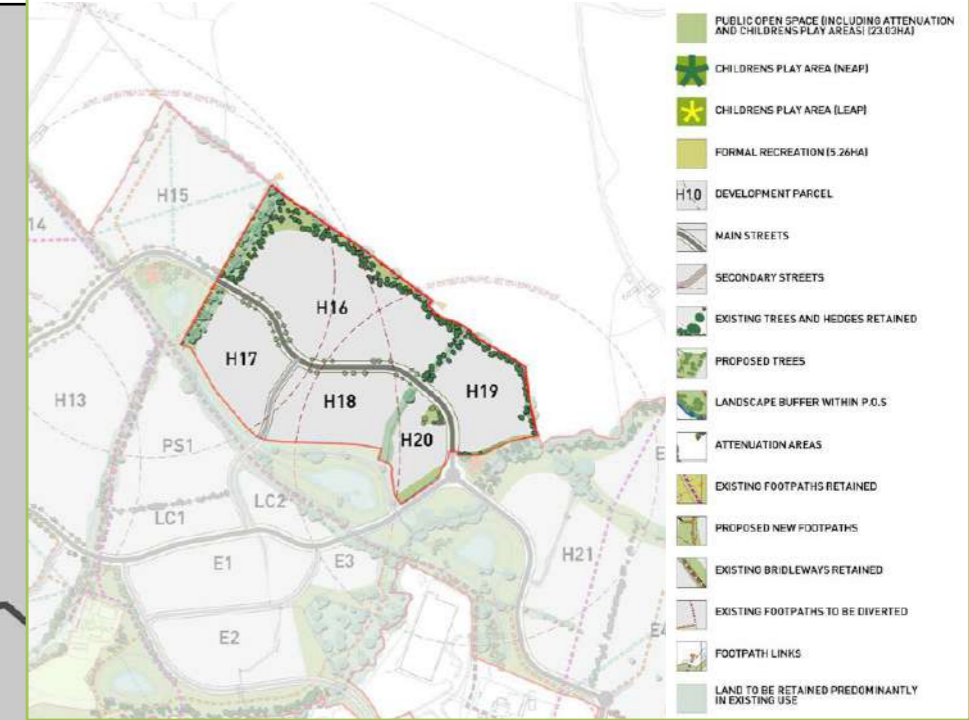 H15
14
H16
H17
H13
H18
H19
H20
PS1
LC2
LC1
E1
E3
H21
E2
PUBLIC OPEN SPACE (INCLUDING ATTENUATION
AND CHILDRENS PLAY AREAS) (23.03HA)
CHILDRENS PLAY AREA (NEAP)
CHILDRENS PLAY AREA (LEAP)
FORMAL RECREATION (5.26HA)
H10 DEVELOPMENT PARCEL
MAIN STREETS
SECONDARY STREETS
EXISTING TREES AND HEDGES RETAINED
PROPOSED TREES
LANDSCAPE BUFFER WITHIN P.O.S
ATTENUATION AREAS
EXISTING FOOTPATHS RETAINED
PROPOSED NEW FOOTPATHS
EXISTING BRIDLEWAYS RETAINED
EXISTING FOOTPATHS TO BE DIVERTED
FOOTPATH LINKS
LAND TO BE RETAINED PREDOMINANTLY
IN EXISTING USE